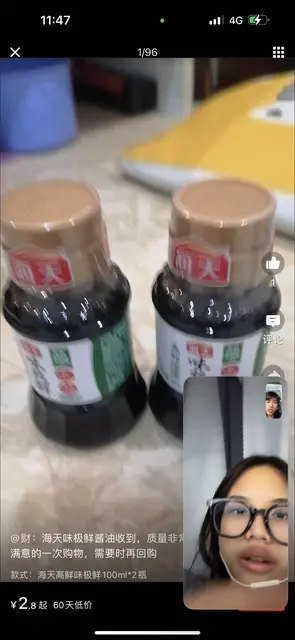 11:47
4G
1/96
海天
海天
1
评论
@财：海天味极鲜酱油收到，质量非常
满意的一次购物，需要时再回购
款式：海天高鲜味极鲜100ml*2瓶
¥2.8起 60天低价